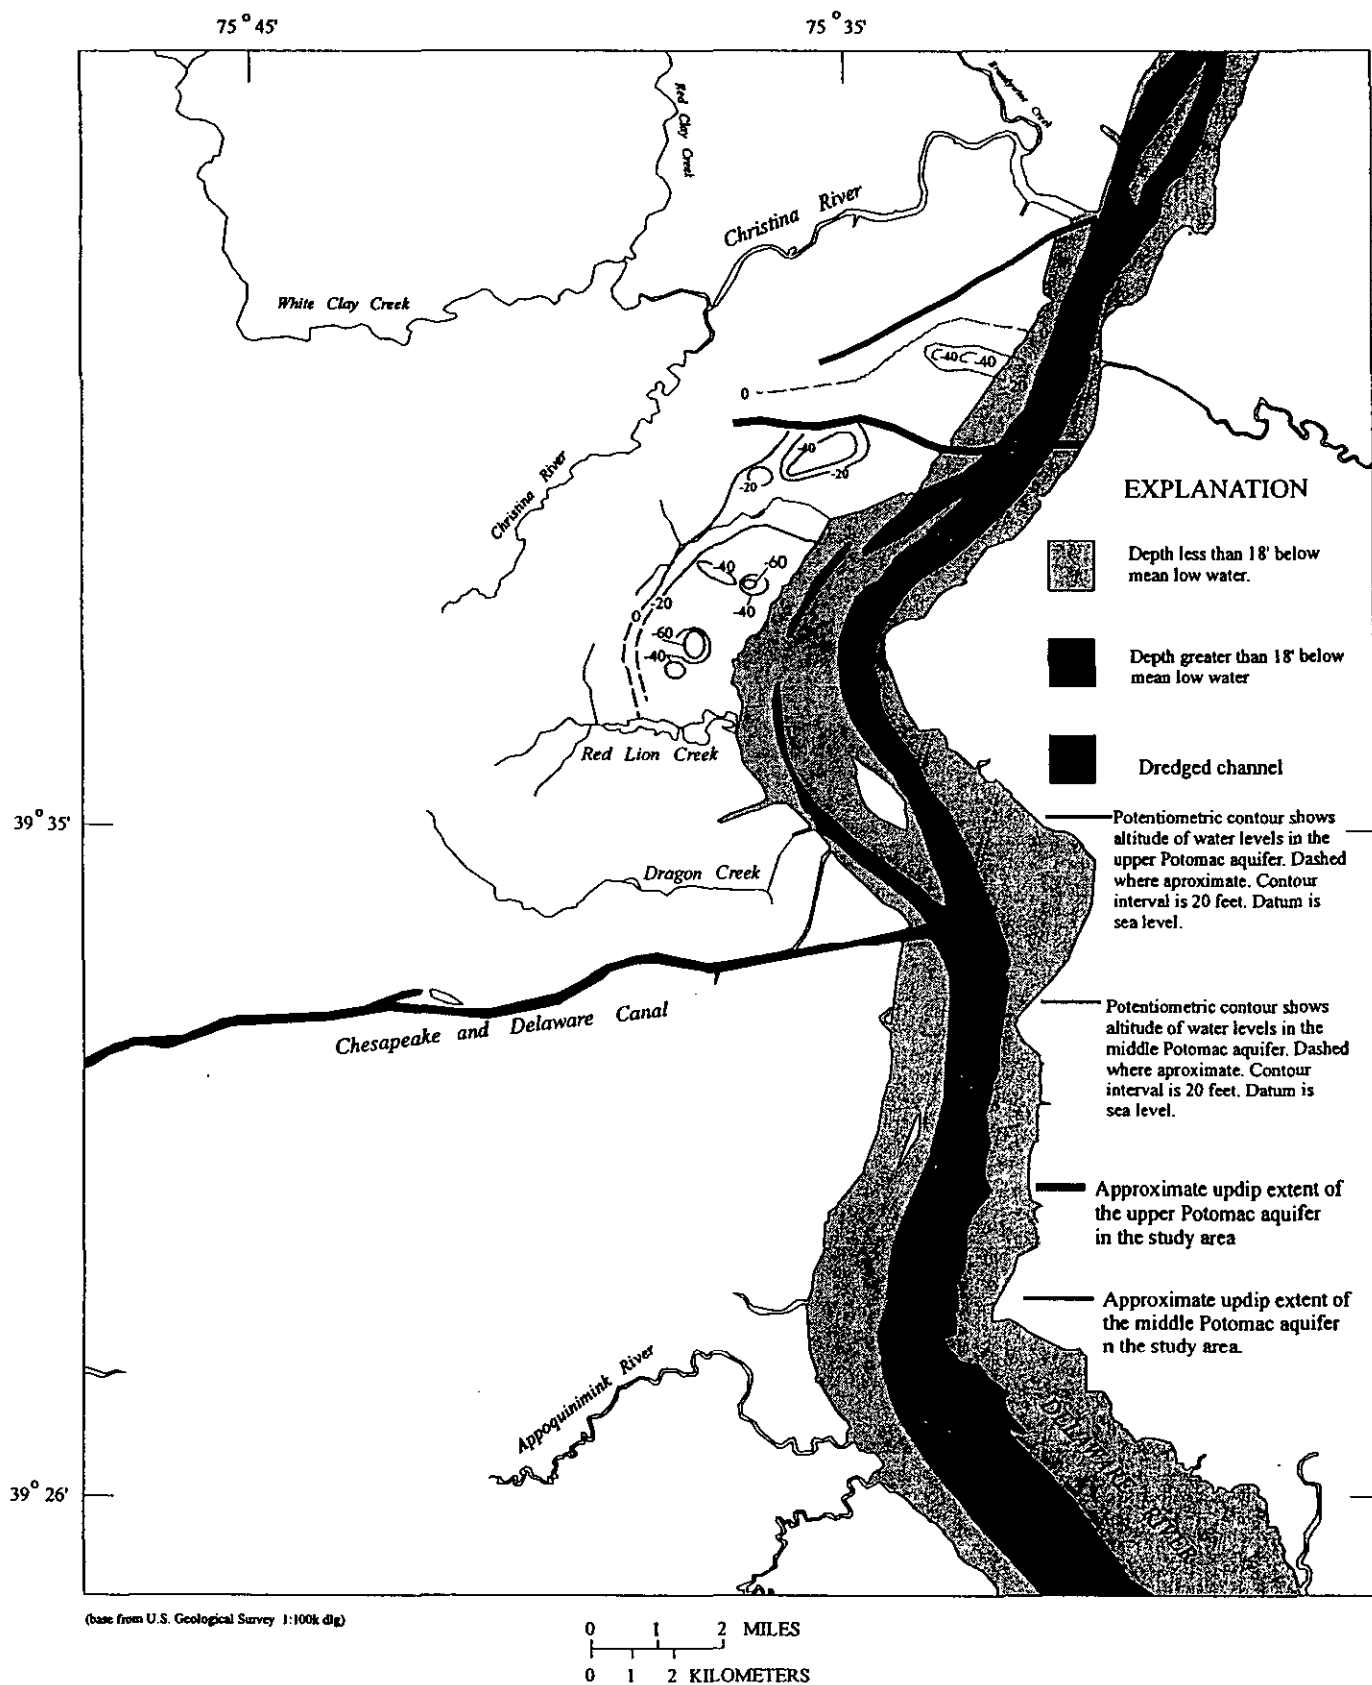 75° 45'
75° 35'
Red Clay Creek
Brandywine Creek
Christina River
White Clay Creek
-40 -40
-20
0
-40
-20
-20
Christina River
-40
-60
-20
-40
0
-60
-40
Red Lion Creek
39° 35'
Dragon Creek
Chesapeake and Delaware Canal
Appoquinimink River
DELAWARE RIVER
39° 26'
EXPLANATION
Depth less than 18' below
mean low water.
Depth greater than 18' below
mean low water
Dredged channel
Potentiometric contour shows
altitude of water levels in the
upper Potomac aquifer. Dashed
where aproximate. Contour
interval is 20 feet. Datum is
sea level.
Potentiometric contour shows
altitude of water levels in the
middle Potomac aquifer. Dashed
where aproximate. Contour
interval is 20 feet. Datum is
sea level.
Approximate updip extent of
the upper Potomac aquifer
in the study area
Approximate updip extent of
the middle Potomac aquifer
n the study area.
(base from U.S. Geological Survey 1:100k dlg)
0 1 2 MILES
0 1 2 KILOMETERS